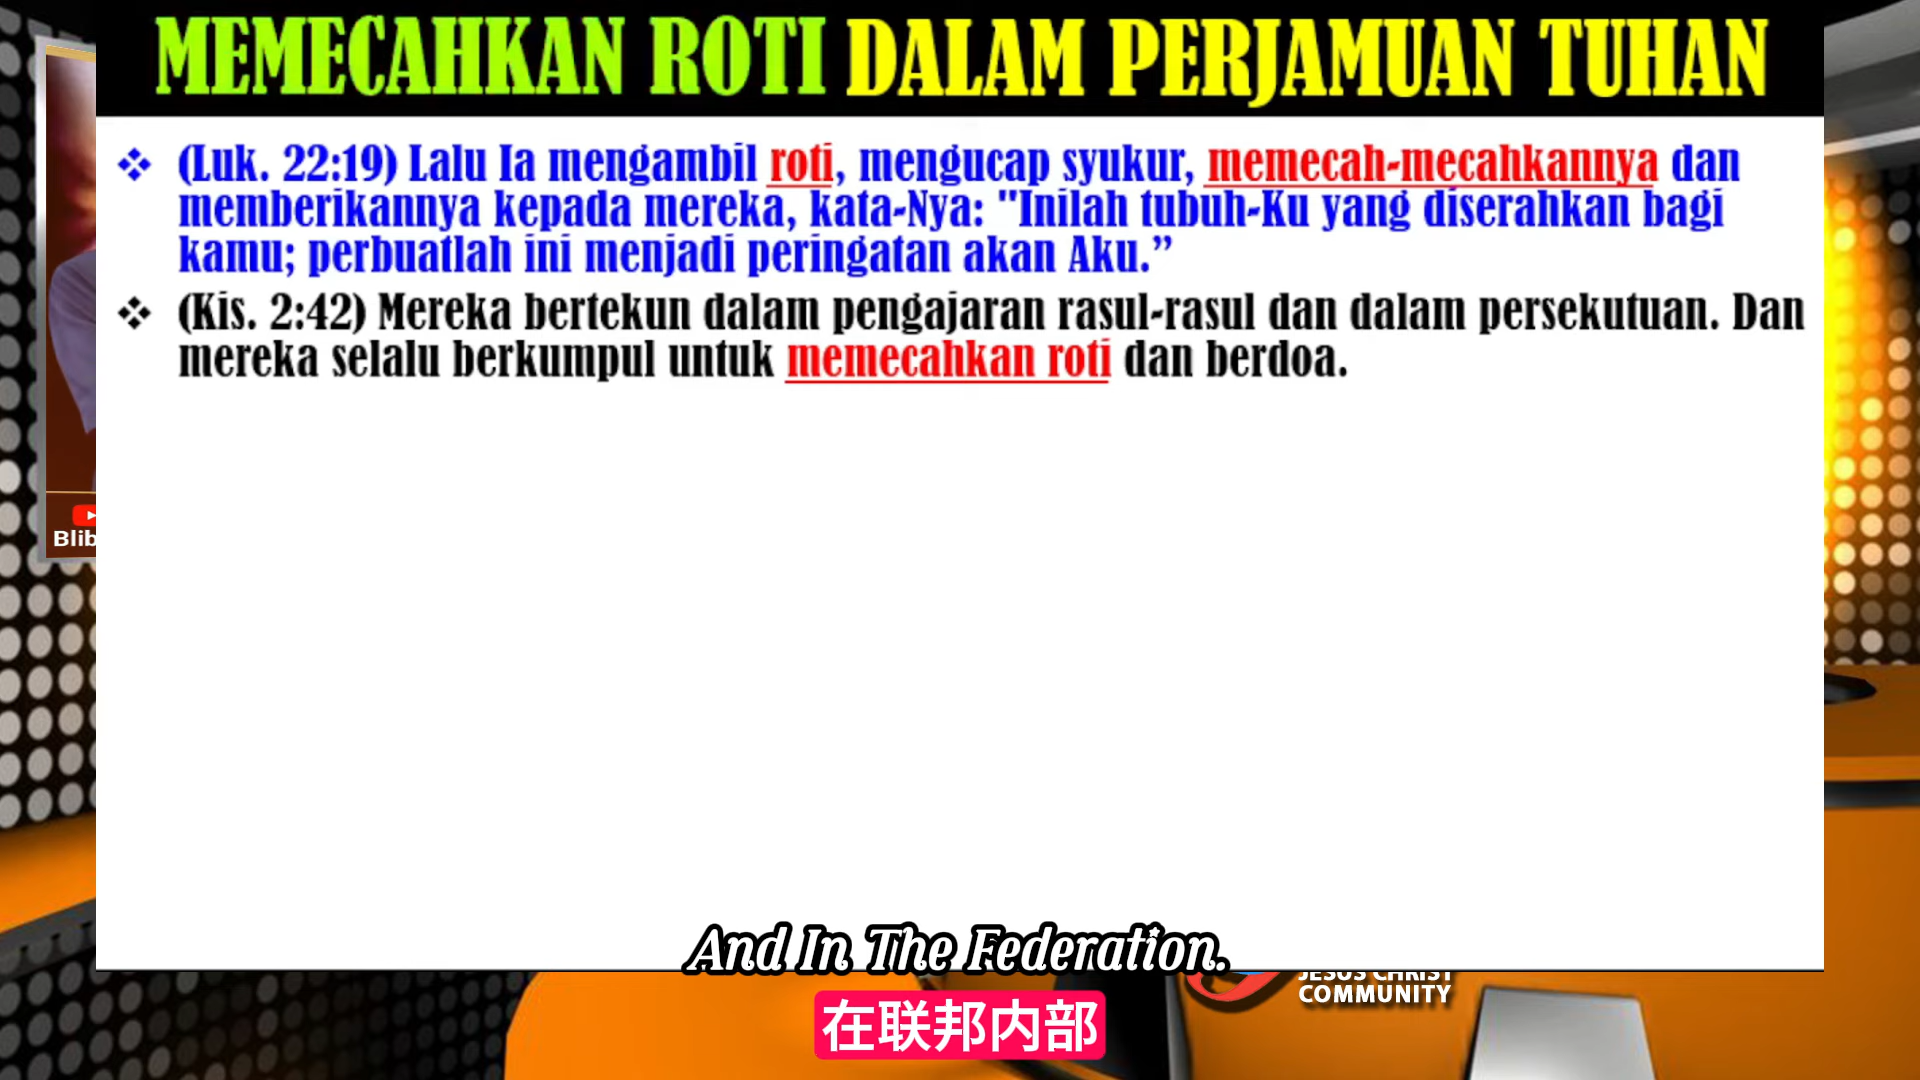 MEMECAHKAN ROTI DALAM PERJAMUAN TUHAN
(Luk. 22:19) Lalu Ia mengambil roti, mengucap syukur, memecah-mecahkannya dan
memberikannya kepada mereka, kata-Nya: "Inilah tubuh-Ku yang diserahkan bagi
kamu; perbuatlah ini menjadi peringatan akan Aku.”
(Kis. 2:42) Mereka bertekun dalam pengajaran rasul-rasul dan dalam persekutuan. Dan
mereka selalu berkumpul untuk memecahkan roti dan berdoa.
Blib
And In The Federation.
JESUS CHRIST
COMMUNITY
在联邦内部